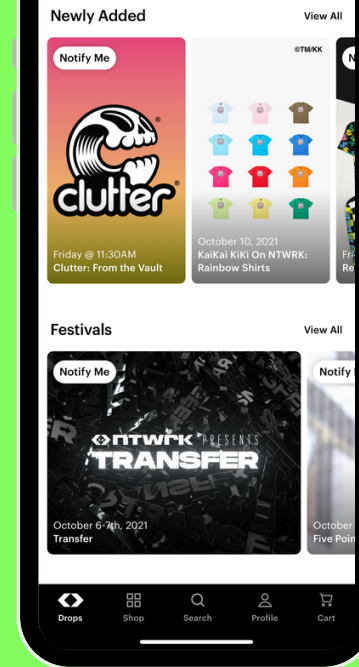 Newly Added
View All
Notify Me
clutter
Friday @ 11:30AM
Clutter: From the Vault
©TM/KK
October 10, 2021
KaiKai KiKi On NTWRK:
Rainbow Shirts
N
Fri
Re
Festivals
View All
Notify Me
NTWRK PRESENTS
TRANSFER
October 6-7th, 2021
Transfer
Notify
October
Five Poin
Drops
Shop
Search
Profile
Cart